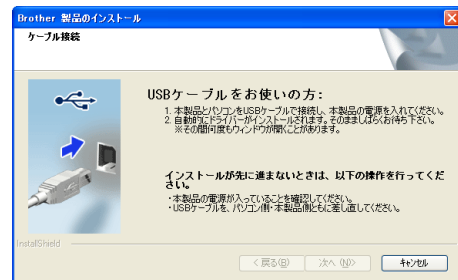 Brother 製品のインストール
ケーブル接続
USBケーブルをお使いの方:
1. 本製品とパソコンをUSBケーブルで接続し、本製品の電源を入れてください。
2. 自動的にドライバーがインストールされます。そのまましばらくお待ち下さい。
※その間何度もウィンドウが開くことがあります。
インストールが先に進まないときは、以下の操作を行ってくだ
さい。
・本製品の電源が入っていることを確認してください。
・USBケーブルを、パソコン側・本製品側ともに差し直してください。
InstallShield
< 戻る(B)
次へ (N)>
キャンセル